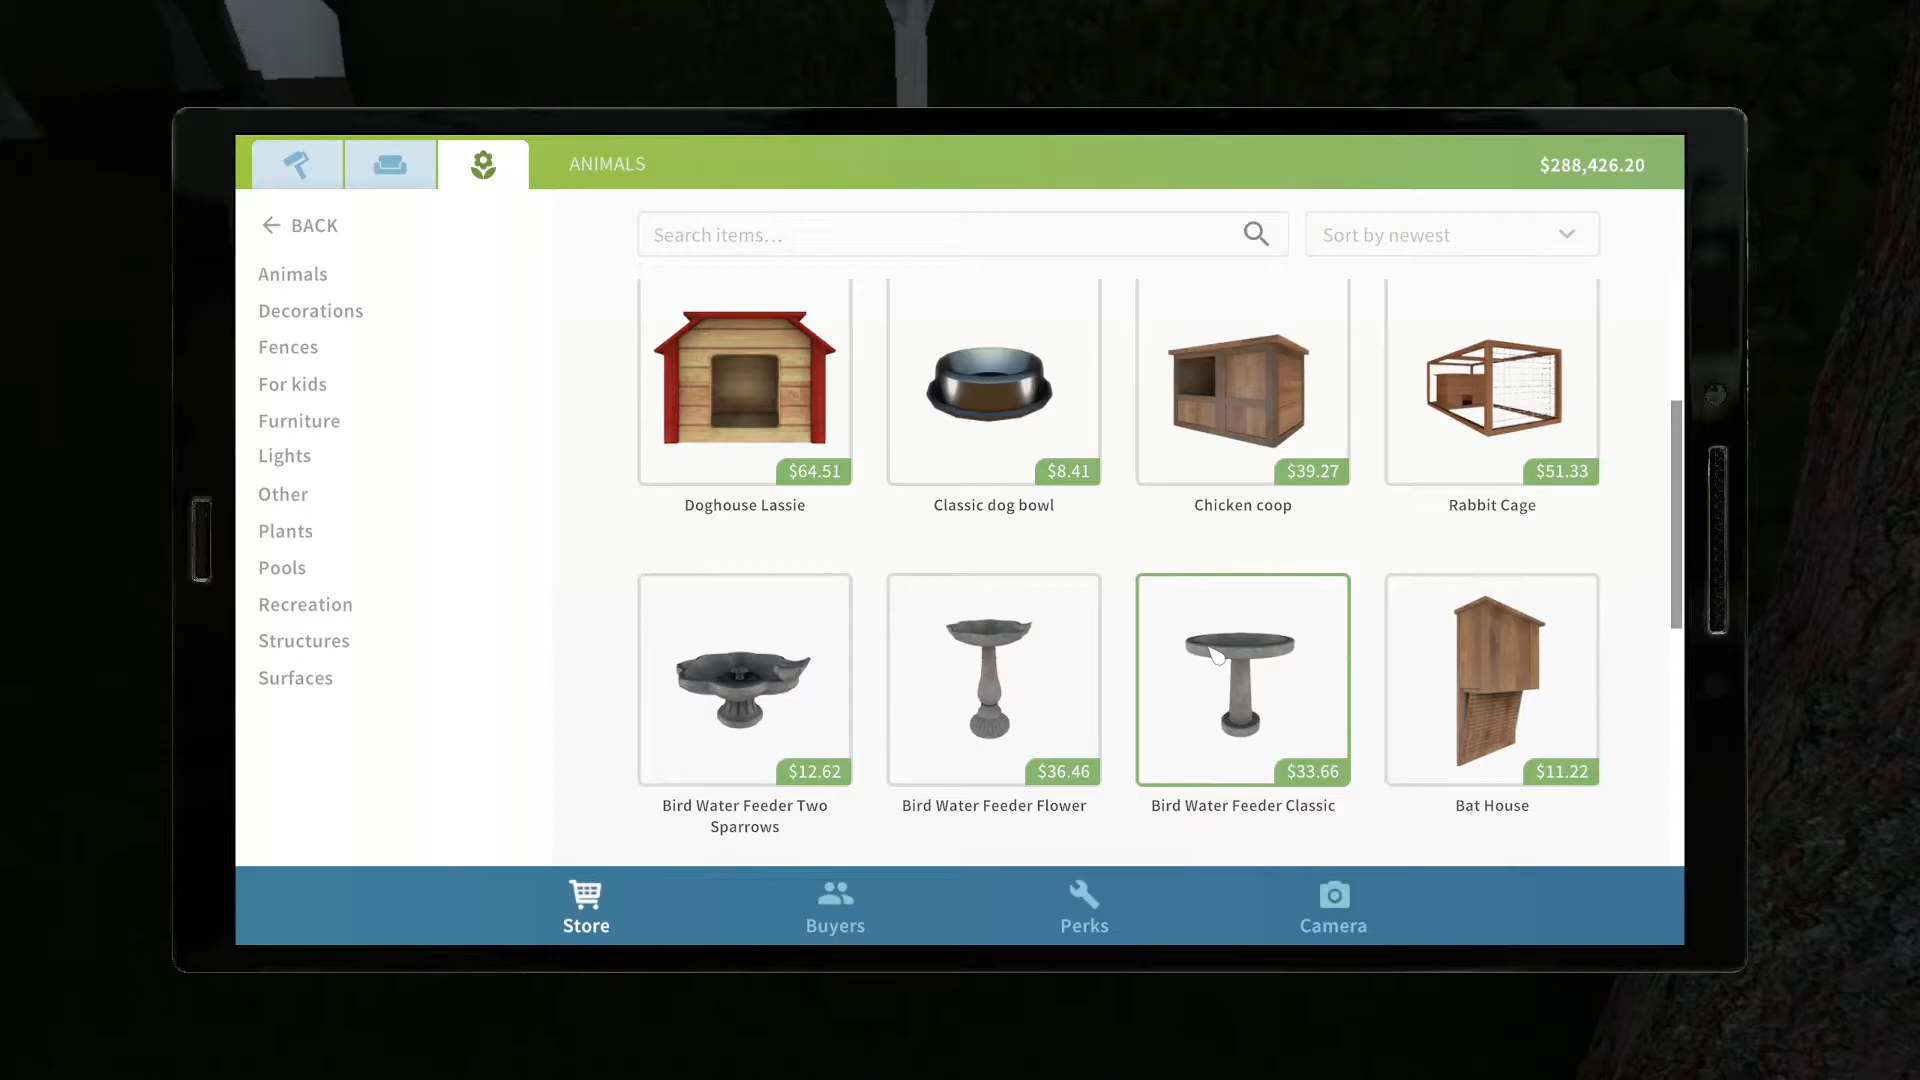 ANIMALS
$288,426.20
BACK
Search items...
Sort by newest
Animals
Decorations
Fences
For kids
Furniture
Lights
Other
Plants
Pools
Recreation
Structures
Surfaces
$64.51
$8.41
$39.27
$51.33
Doghouse Lassie
Classic dog bowl
Chicken coop
Rabbit Cage
$12.62
$36.46
$33.66
$11.22
Bird Water Feeder Two
Sparrows
Bird Water Feeder Flower
Bird Water Feeder Classic
Bat House
Store
Buyers
Perks
Camera